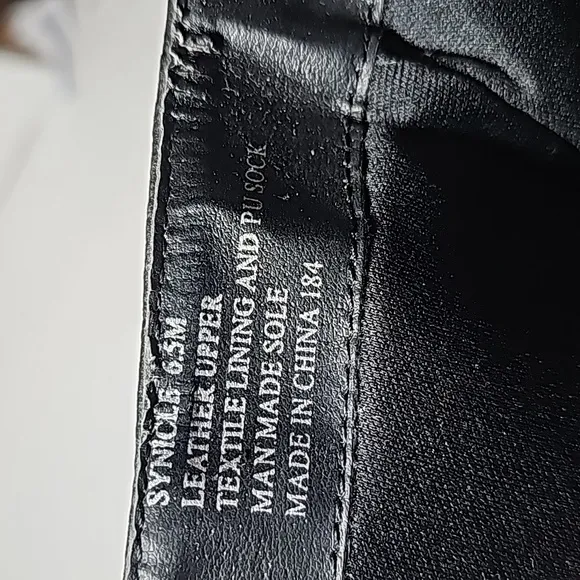 SYNICLE 6.5M
LEATHER UPPER
TEXTILE LINING AND PU SOCK
MAN MADE SOLE
MADE IN CHINA 184